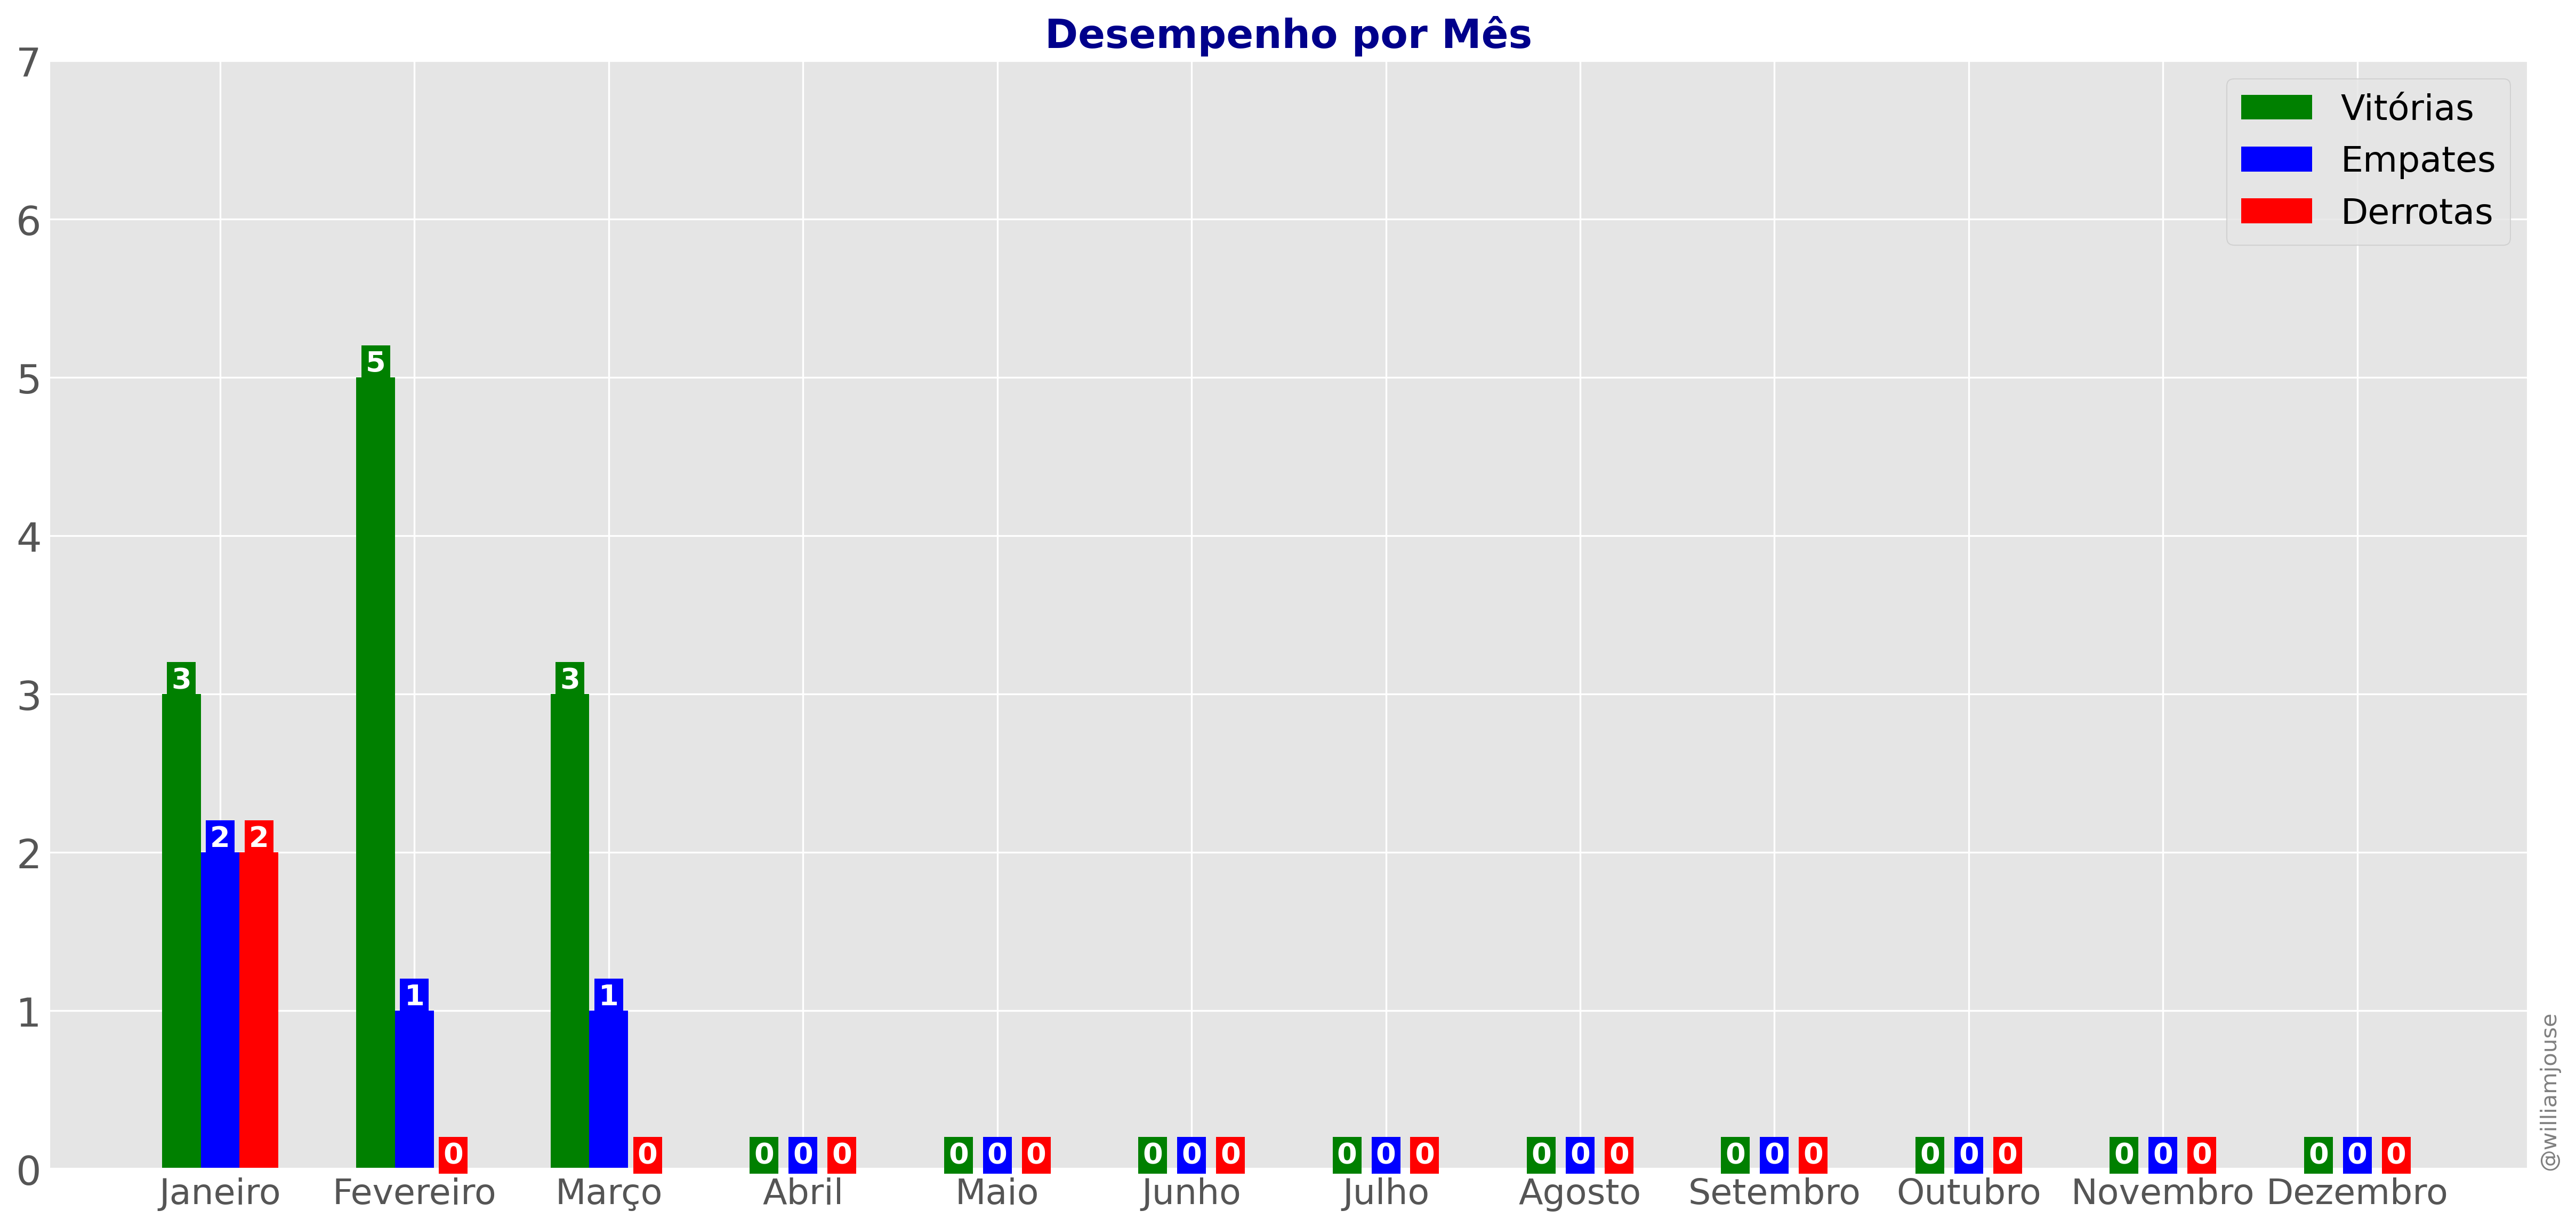 Desempenho por Mês
7
6
5
4
3
2
1
0
Vitórias
Empates
Derrotas
3 2 2
5 1 0
3 1 0
0 0 0
0 0 0
0 0 0
0 0 0
0 0 0
0 0 0
0 0 0
0 0 0
0 0 0
Janeiro Fevereiro Março Abril Maio Junho Julho Agosto Setembro Outubro Novembro Dezembro
@williamjouse